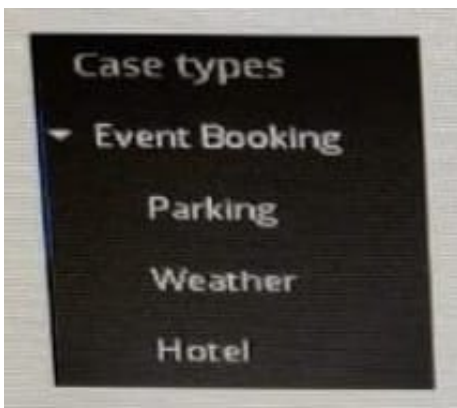 Case types
Event Booking
Parking
Weather
Hotel